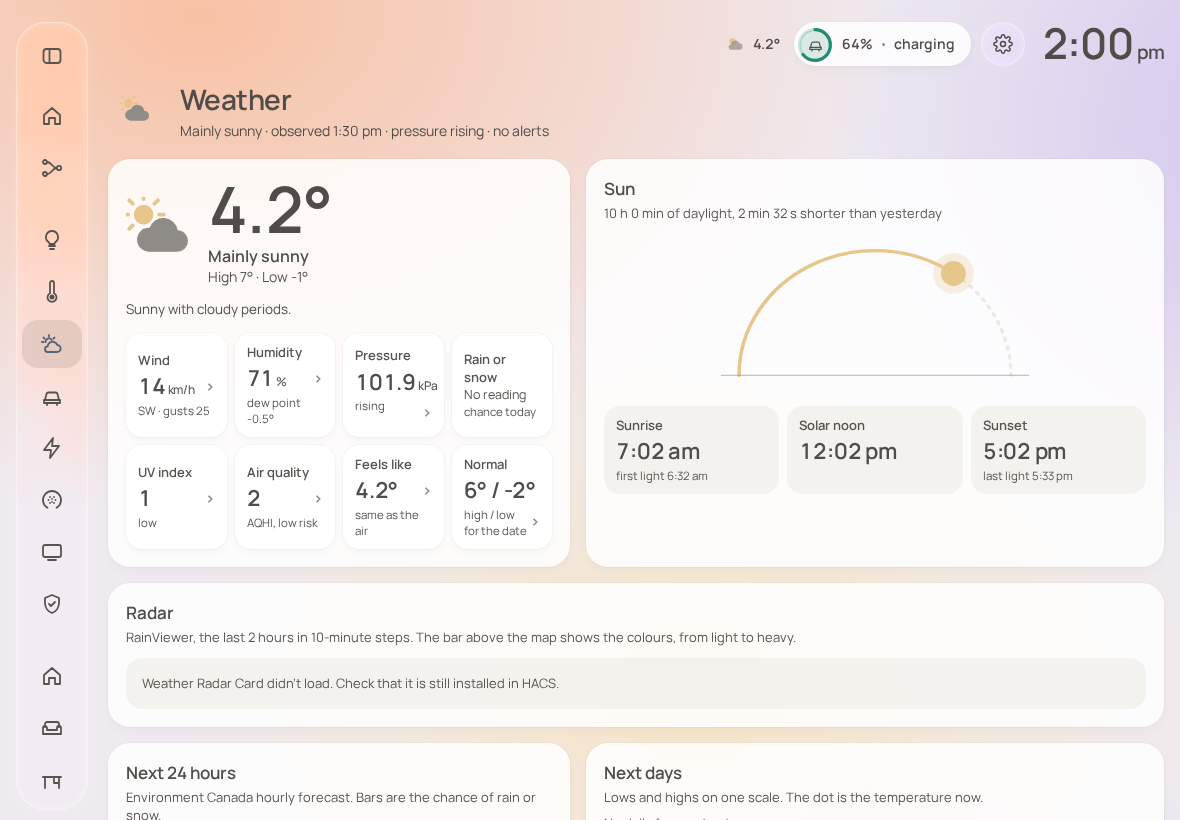 4.2°
64% • charging
2:00 pm
Weather
Mainly sunny · observed 1:30 pm · pressure rising · no alerts
4.2°
Mainly sunny
High 7° · Low -1°
Sunny with cloudy periods.
Wind
14 km/h
SW · gusts 25
Humidity
71 %
dew point
-0.5°
Pressure
101.9 kPa
rising
Rain or
snow
No reading
chance today
UV index
1
low
Air quality
2
AQHI, low risk
Feels like
4.2°
same as the
air
Normal
6° / -2°
high / low
for the date
Sun
10 h 0 min of daylight, 2 min 32 s shorter than yesterday
Sunrise
7:02 am
first light 6:32 am
Solar noon
12:02 pm
Sunset
5:02 pm
last light 5:33 pm
Radar
RainViewer, the last 2 hours in 10-minute steps. The bar above the map shows the colours, from light to heavy.
Weather Radar Card didn't load. Check that it is still installed in HACS.
Next 24 hours
Environment Canada hourly forecast. Bars are the chance of rain or
snow.
Next days
Lows and highs on one scale. The dot is the temperature now.